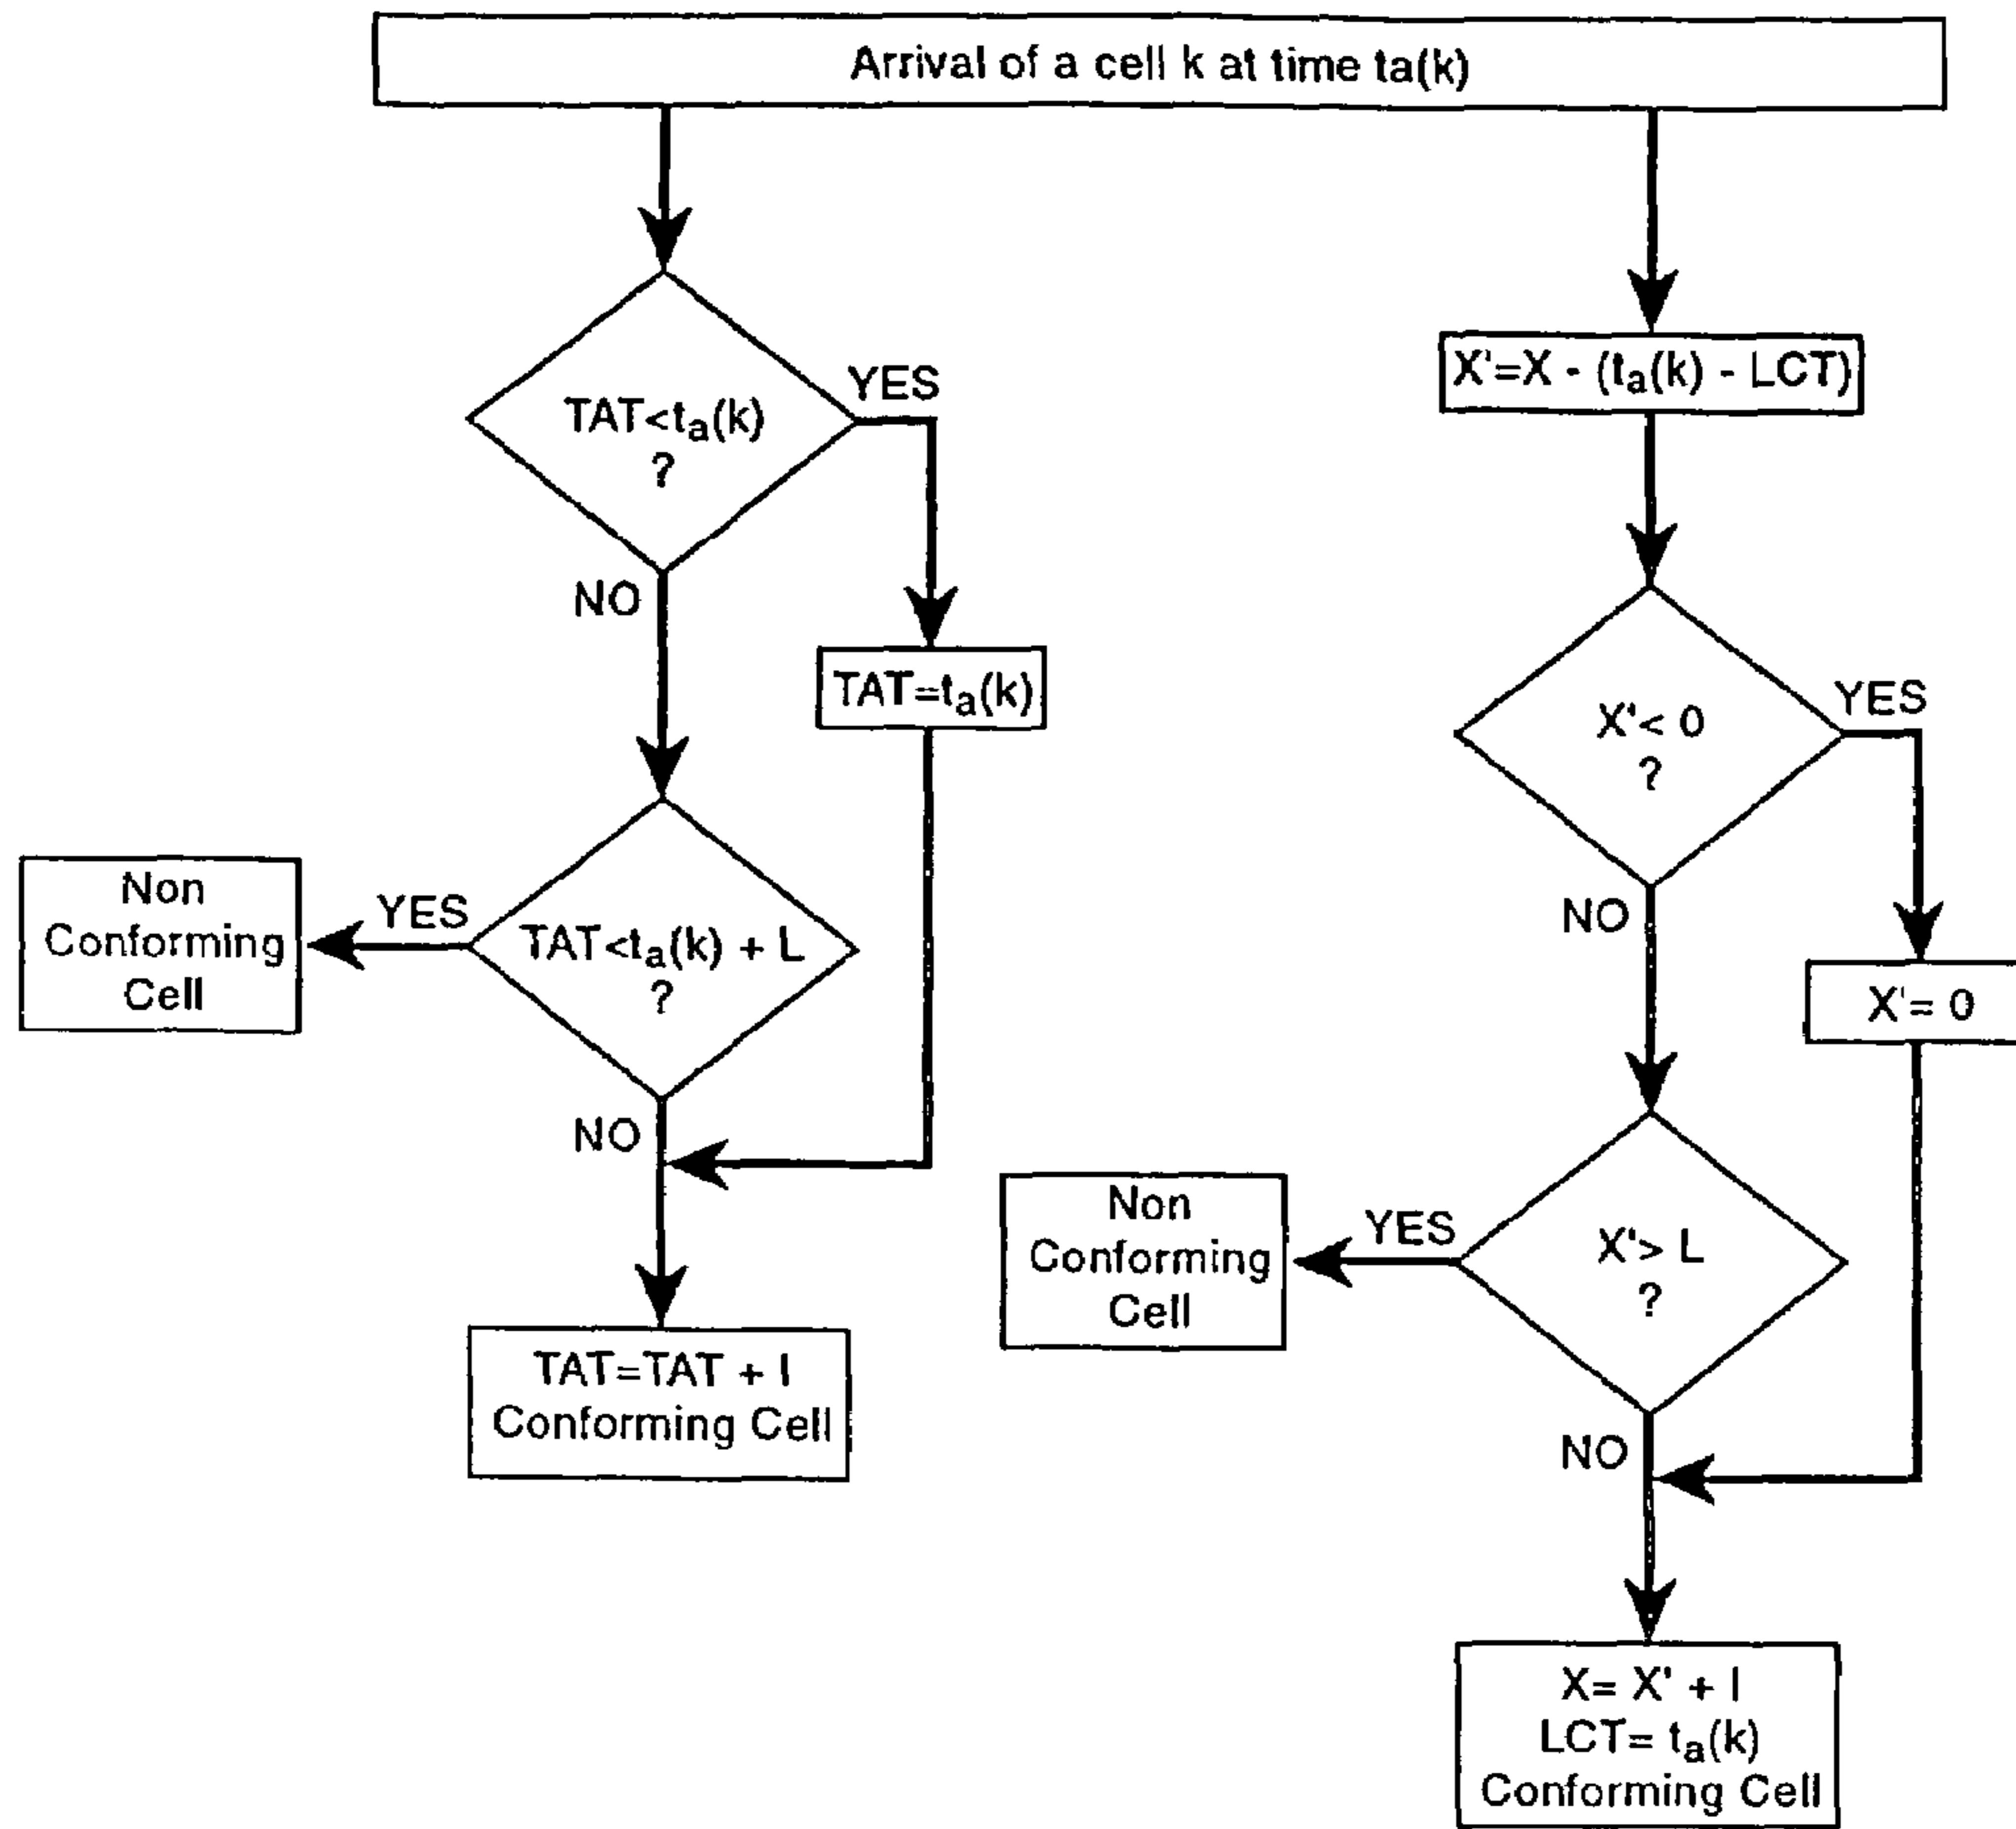 Arrival of a cell k at time ta(k)
YES
TAT<ta(k)
?
NO
TAT=ta(k)
Non
Conforming
Cell
YES
TAT<ta(k) + L
?
NO
TAT=TAT + I
Conforming Cell
X'=X - (ta(k) - LCT)
YES
X'< 0
?
NO
X'= 0
Non
Conforming
Cell
YES
X'> L
?
NO
X= X' + I
LCT= ta(k)
Conforming Cell